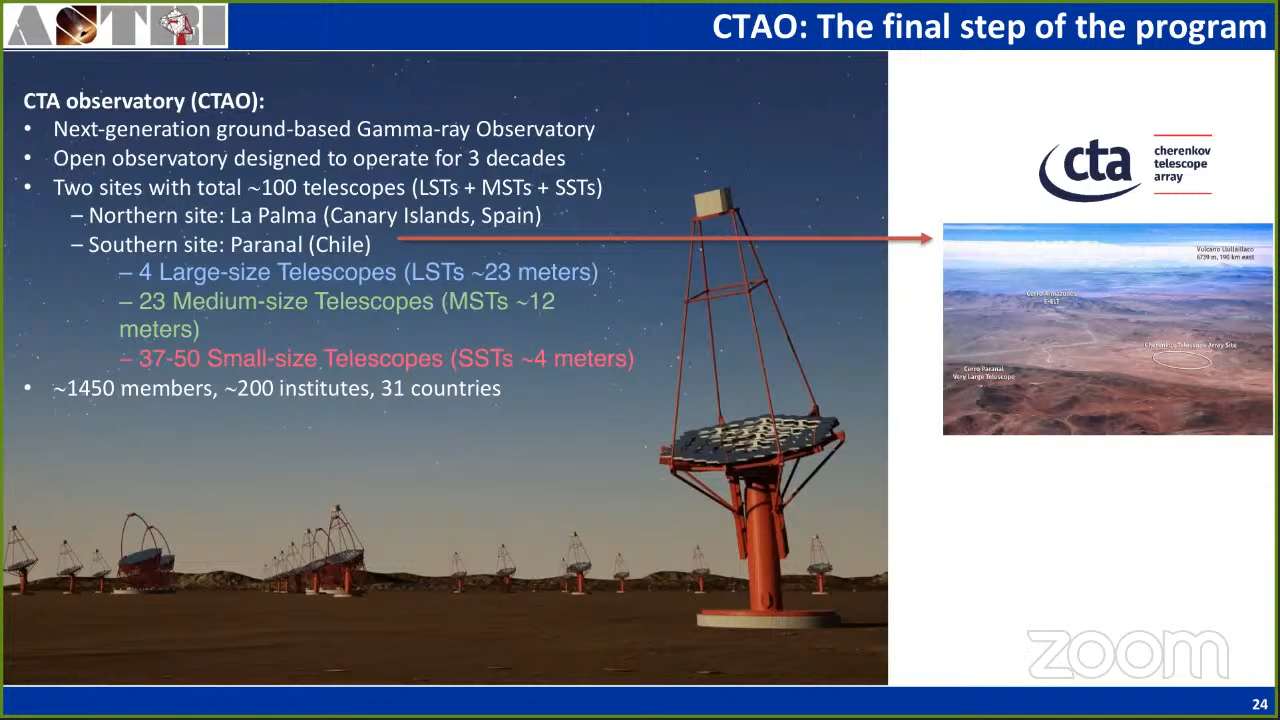 ASTRI
CTAO: The final step of the program
CTA observatory (CTAO):
• Next-generation ground-based Gamma-ray Observatory
• Open observatory designed to operate for 3 decades
• Two sites with total ~100 telescopes (LSTs + MSTs + SSTs)
– Northern site: La Palma (Canary Islands, Spain)
– Southern site: Paranal (Chile)
– 4 Large-size Telescopes (LSTs ~23 meters)
– 23 Medium-size Telescopes (MSTs ~12
meters)
– 37-50 Small-size Telescopes (SSTs ~4 meters)
• ~1450 members, ~200 institutes, 31 countries
cta
cherenkov
telescope
array
Vulcano Llullaillaco
6739 m, 190 km east
Cerro Armazones
E-ELT
Cherenkov Telescope Array Site
Cerro Paranal
Very Large Telescope
zoom
24